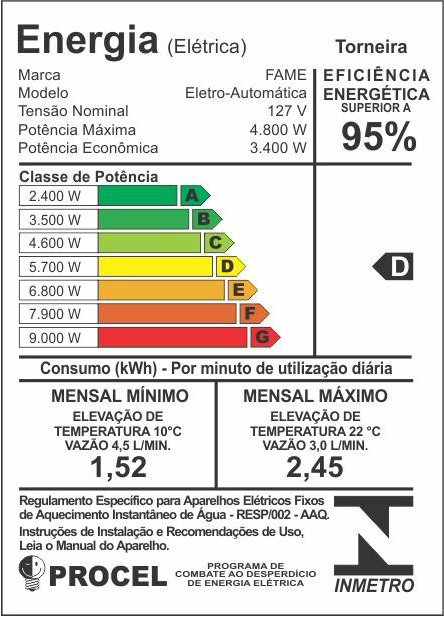 Energia (Elétrica) Torneira
Marca FAME
Modelo Eletro-Automática
Tensão Nominal 127 V
Potência Máxima 4.800 W
Potência Econômica 3.400 W
EFICIÊNCIA
ENERGÉTICA
SUPERIOR A
95%
Classe de Potência
2.400 W A
3.500 W B
4.600 W C
5.700 W D
6.800 W E
7.900 W F
9.000 W G
D
Consumo (kWh) - Por minuto de utilização diária
MENSAL MÍNIMO
ELEVAÇÃO DE
TEMPERATURA 10°C
VAZÃO 4,5 L/MIN.
1,52
MENSAL MÁXIMO
ELEVAÇÃO DE
TEMPERATURA 22 °C
VAZÃO 3,0 L/MIN.
2,45
Regulamento Específico para Aparelhos Elétricos Fixos
de Aquecimento Instantâneo de Água - RESP/002 - AAQ.
Instruções de Instalação e Recomendações de Uso,
Leia o Manual do Aparelho.
PROCEL
PROGRAMA DE
COMBATE AO DESPERDÍCIO
DE ENERGIA ELÉTRICA
INMETRO